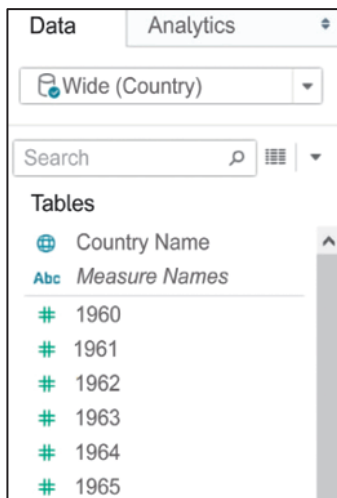 Data Analytics
Wide (Country)
Search
Tables
Country Name
Abc Measure Names
# 1960
# 1961
# 1962
# 1963
# 1964
# 1965